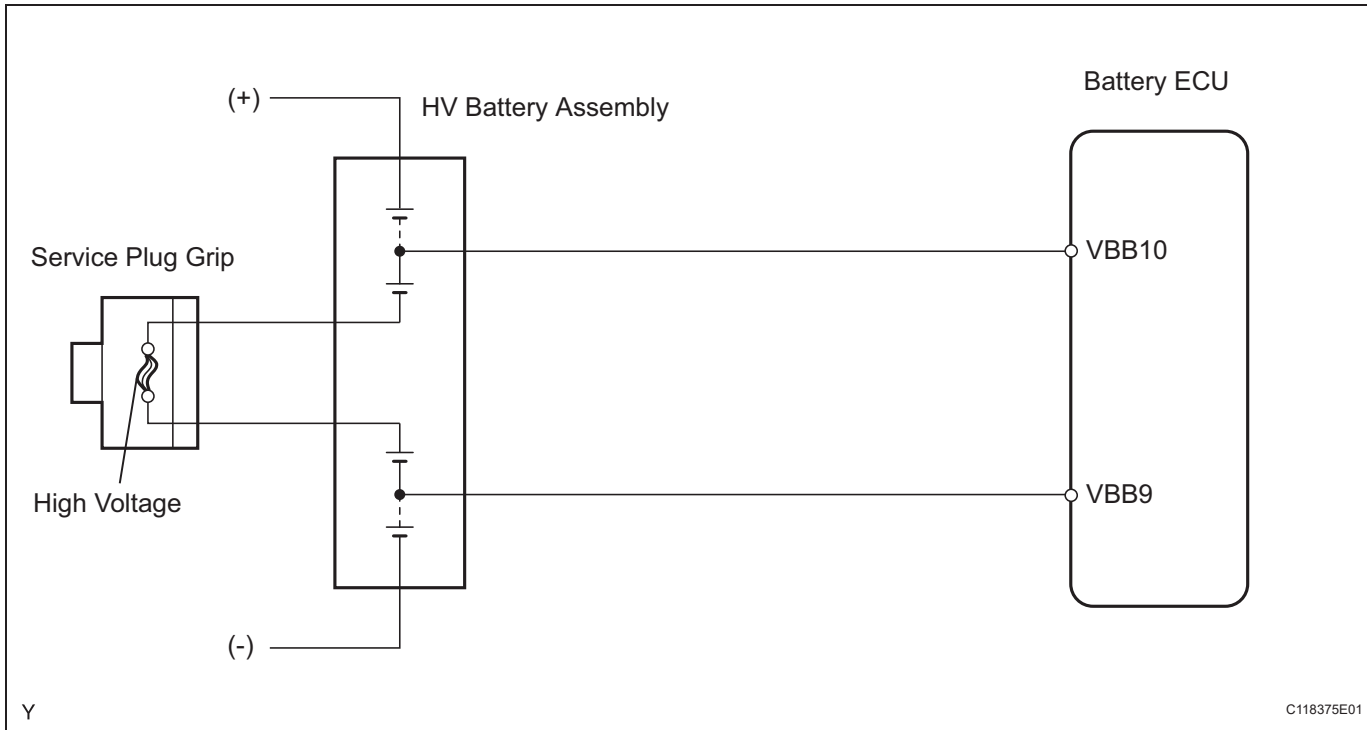 Battery ECU
(+)
HV Battery Assembly
Service Plug Grip
VBB10
High Voltage
VBB9
(-)
Y
C118375E01